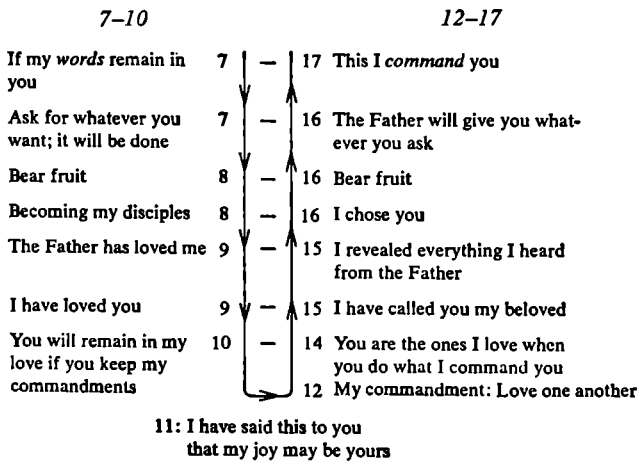 7–10 12–17
If my words remain in 7 – 17 This I command you
you
Ask for whatever you 7 – 16 The Father will give you what-
want; it will be done ever you ask
Bear fruit 8 – 16 Bear fruit
Becoming my disciples 8 – 16 I chose you
The Father has loved me 9 – 15 I revealed everything I heard
from the Father
I have loved you 9 – 15 I have called you my beloved
You will remain in my 10 – 14 You are the ones I love when
love if you keep my you do what I command you
commandments 12 My commandment: Love one another
11: I have said this to you
that my joy may be yours